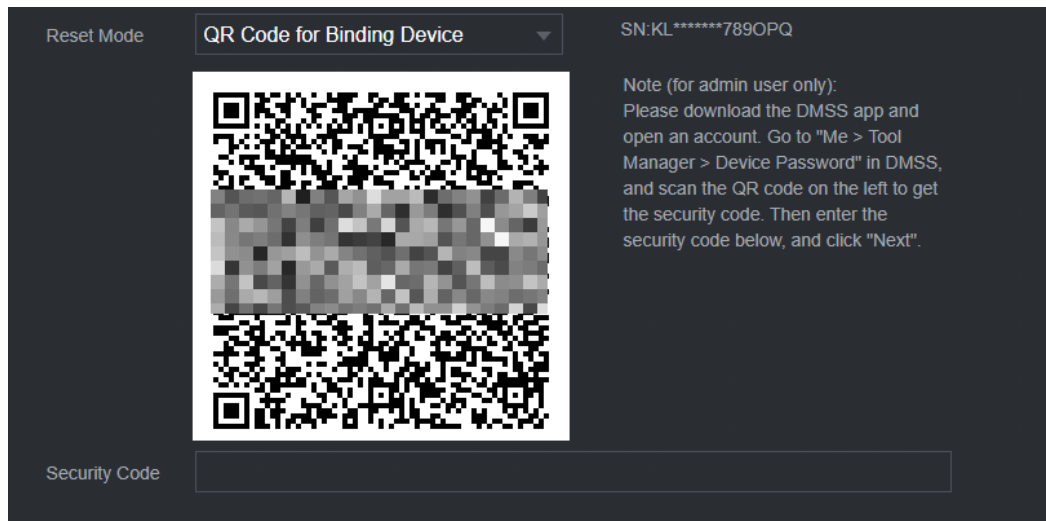 Reset Mode
QR Code for Binding Device
SN:KL*******789OPQ
Note (for admin user only):
Please download the DMSS app and
open an account. Go to "Me > Tool
Manager > Device Password" in DMSS,
and scan the QR code on the left to get
the security code. Then enter the
security code below, and click "Next".
Security Code